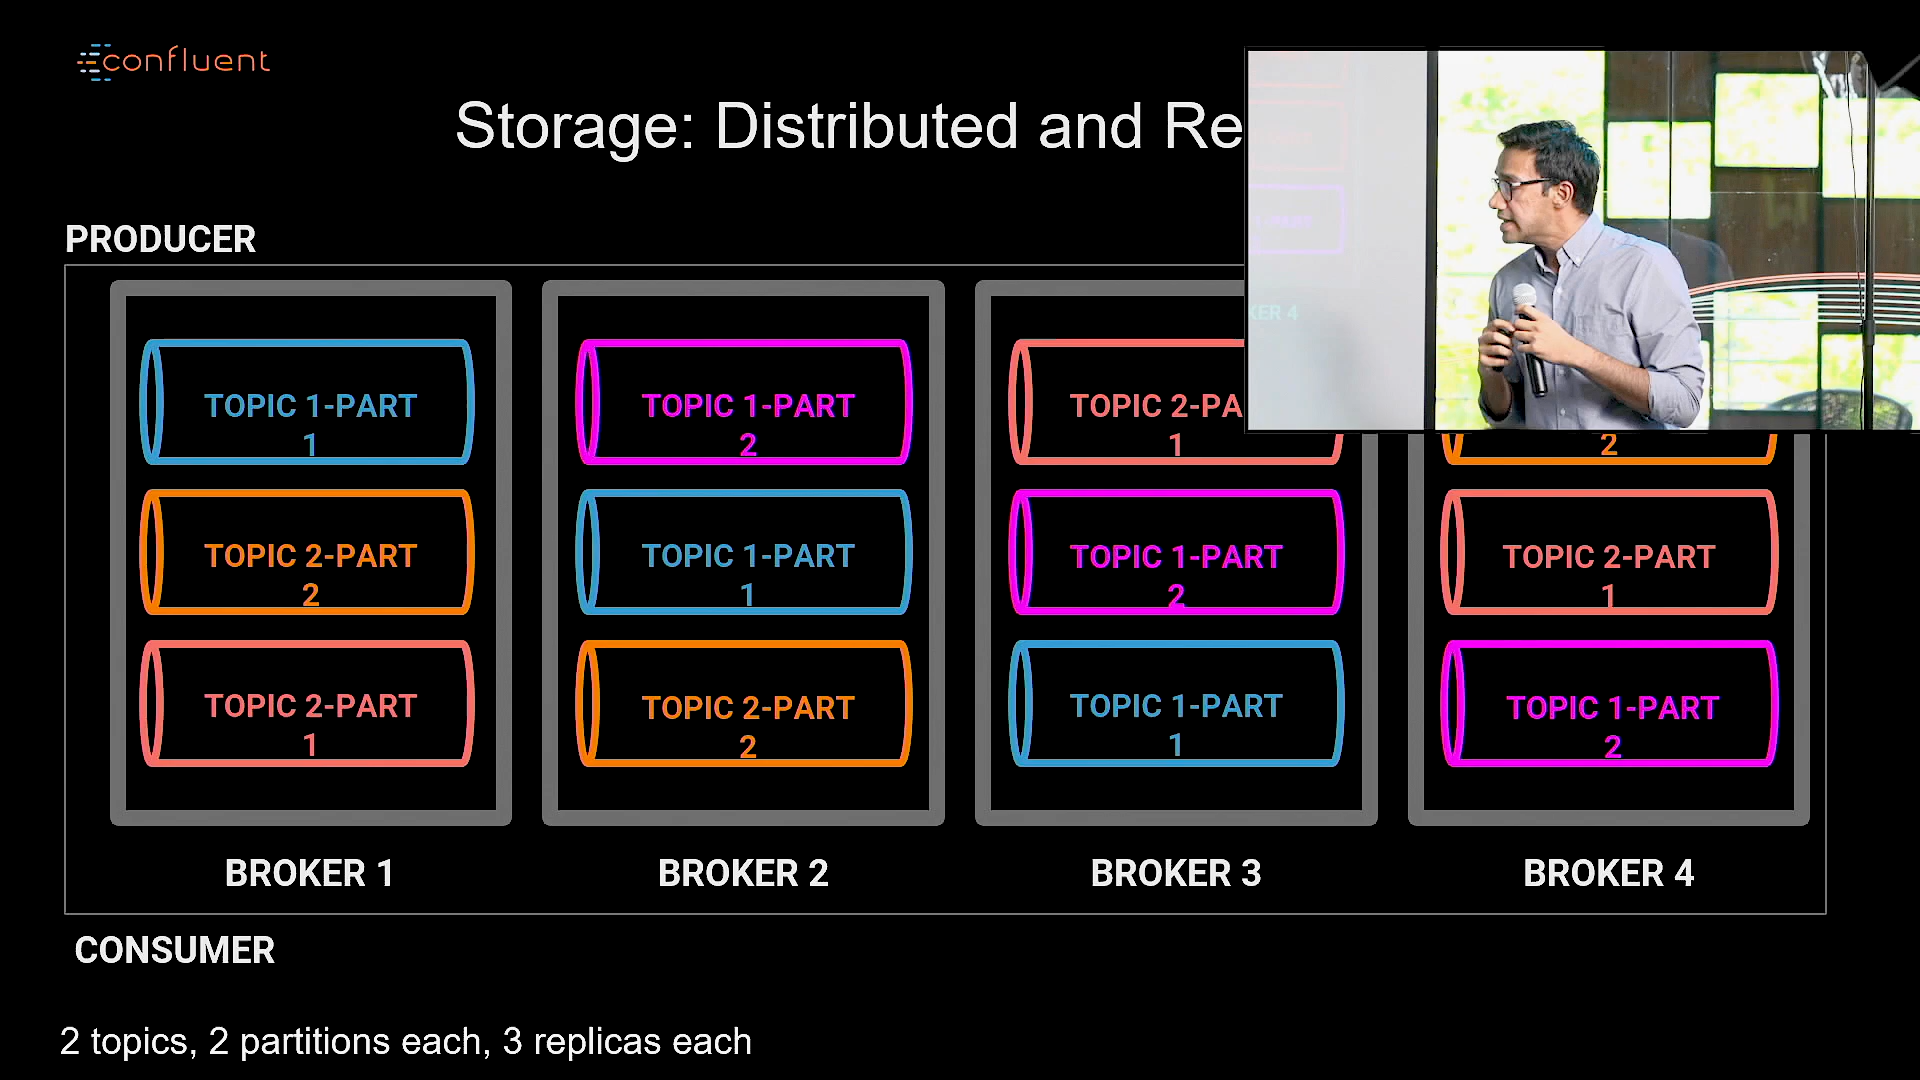 confluent
Storage: Distributed and Re
PRODUCER
TOPIC 1-PART
1
TOPIC 2-PART
2
TOPIC 2-PART
1
BROKER 1
TOPIC 1-PART
2
TOPIC 1-PART
1
TOPIC 2-PART
2
BROKER 2
TOPIC 2-PA
1
TOPIC 1-PART
2
TOPIC 1-PART
1
BROKER 3
2
TOPIC 2-PART
1
TOPIC 1-PART
2
BROKER 4
KER 4
CONSUMER
2 topics, 2 partitions each, 3 replicas each